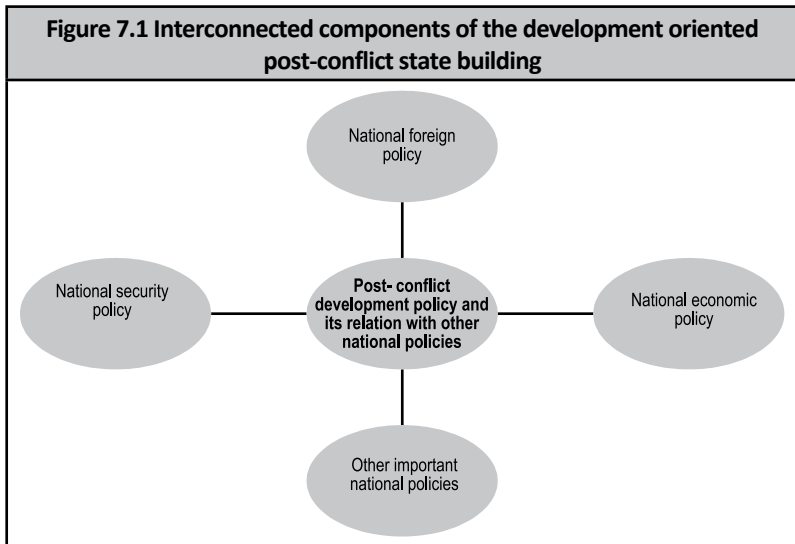 Figure 7.1 Interconnected components of the development oriented
post-conflict state building
National foreign
policy
National security
policy
Post- conflict
development policy and
its relation with other
national policies
National economic
policy
Other important
national policies